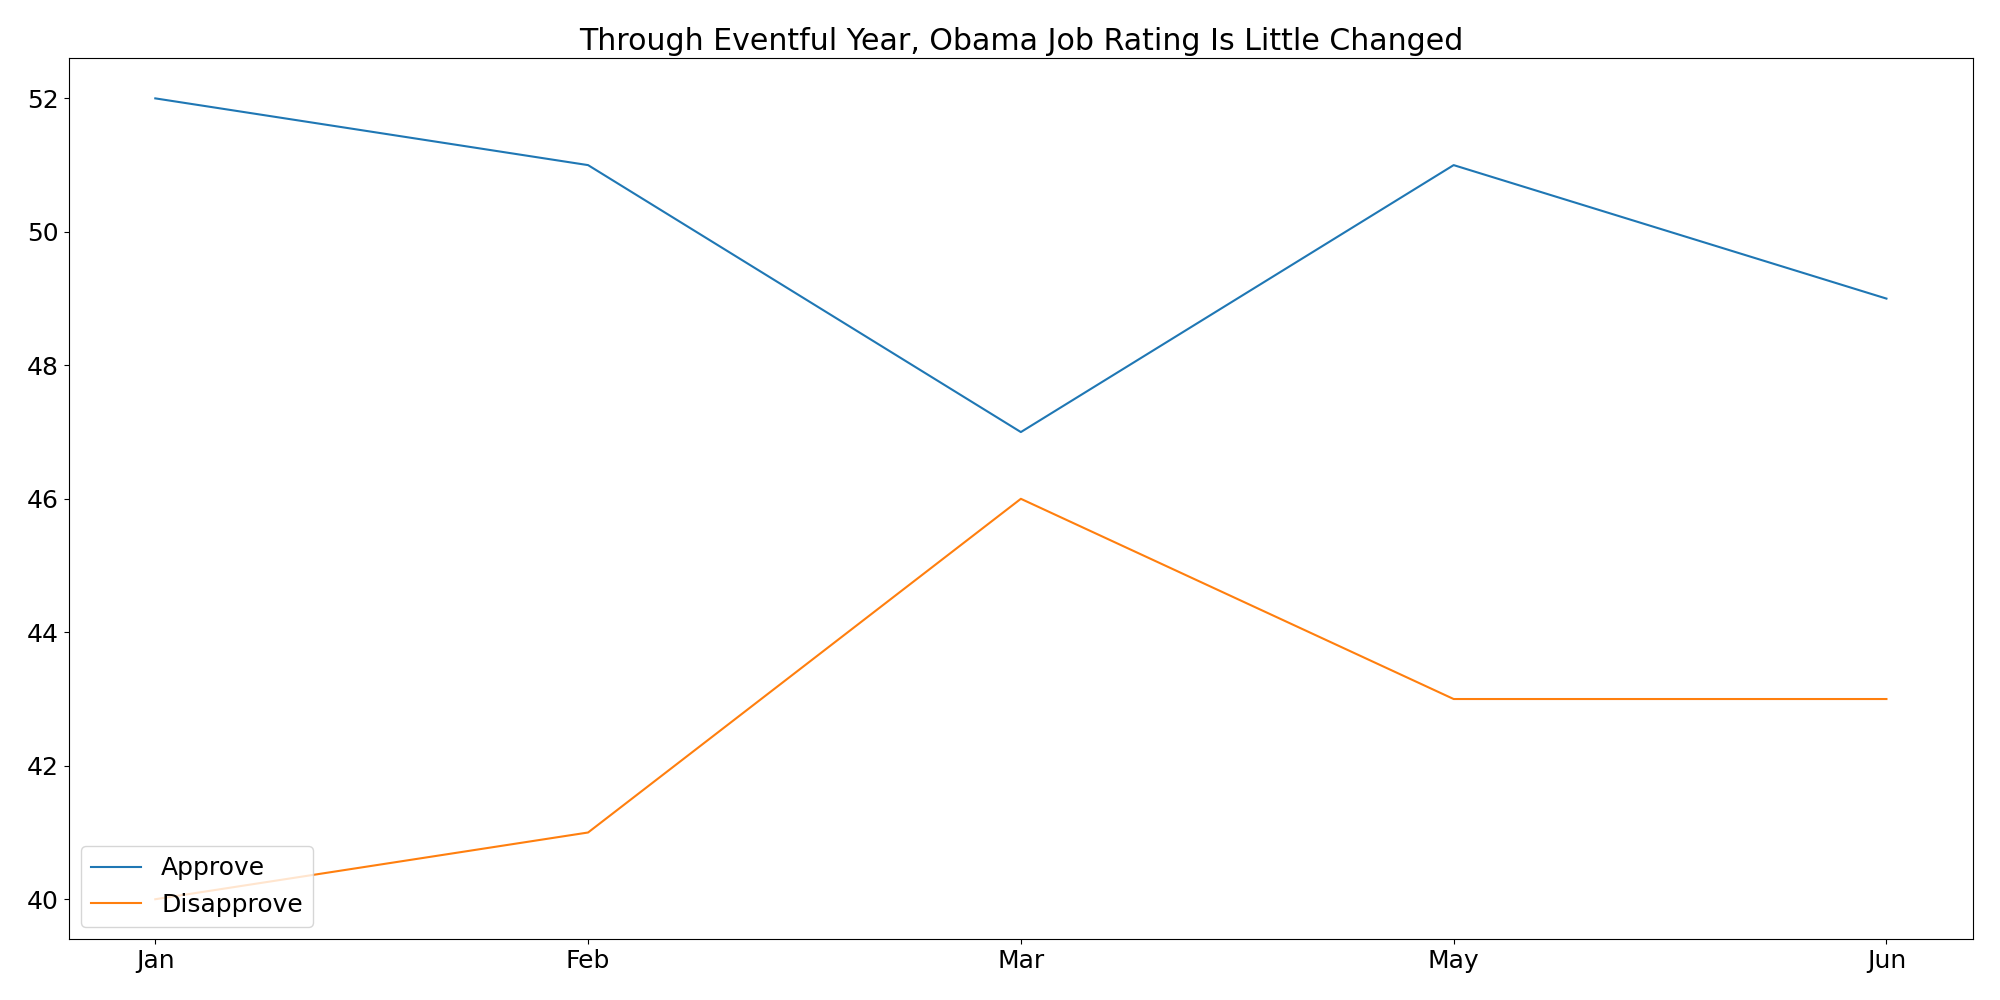 Through Eventful Year, Obama Job Rating Is Little Changed
52
50
48
46
44
42
40
Approve
Disapprove
Jan Feb Mar May Jun